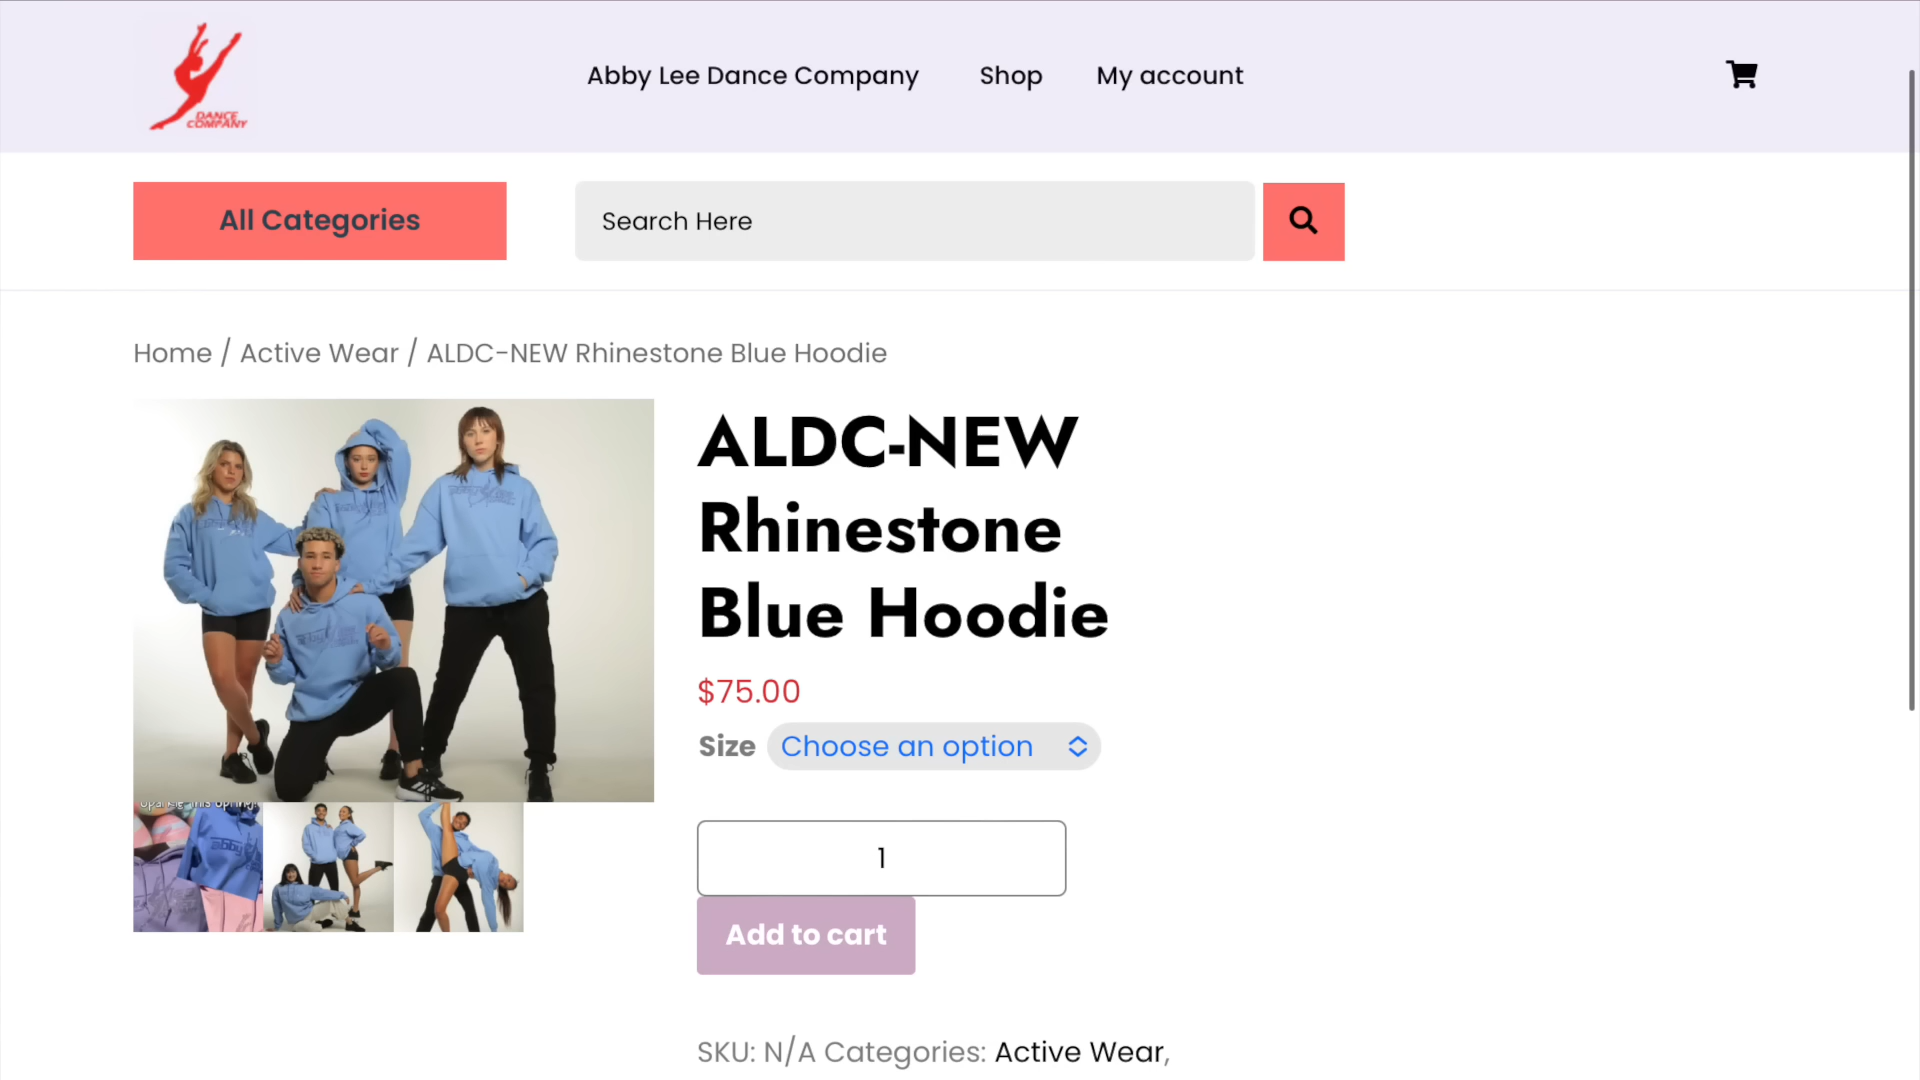 DANCE
COMPANY
Abby Lee Dance Company
Shop
My account
All Categories
Search Here
Home / Active Wear / ALDC-NEW Rhinestone Blue Hoodie
ALDC-NEW
Rhinestone
Blue Hoodie
$75.00
Size
Choose an option
1
Add to cart
SKU: N/A Categories: Active Wear,